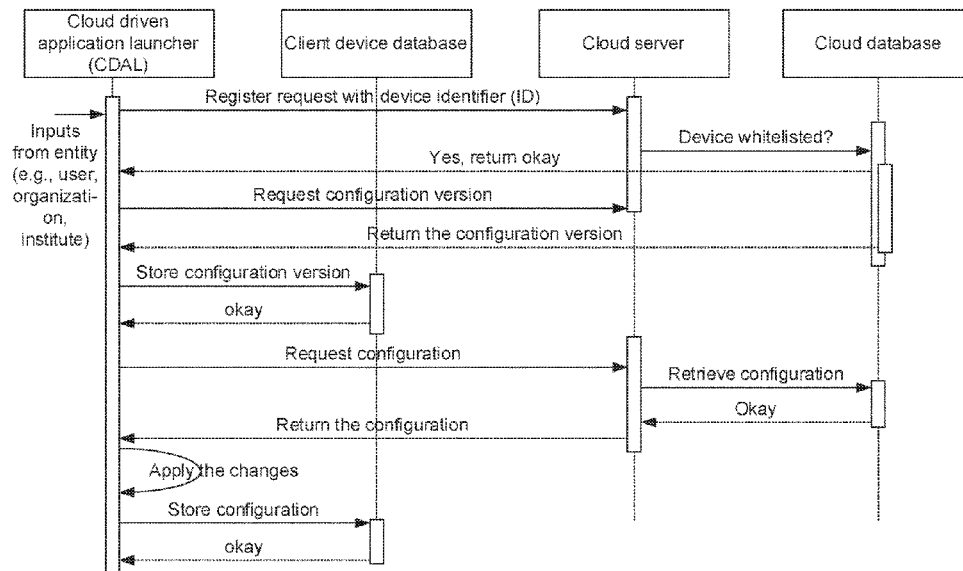 Cloud driven
application launcher
(CDAL)
Client device database
Cloud server
Cloud database
Register request with device identifier (ID)
Inputs
from entity
(e.g., user,
organizati-
on,
institute)
Device whitelisted?
Yes, return okay
Request configuration version
Return the configuration version
Store configuration version
okay
Request configuration
Retrieve configuration
Okay
Return the configuration
Apply the changes
Store configuration
okay